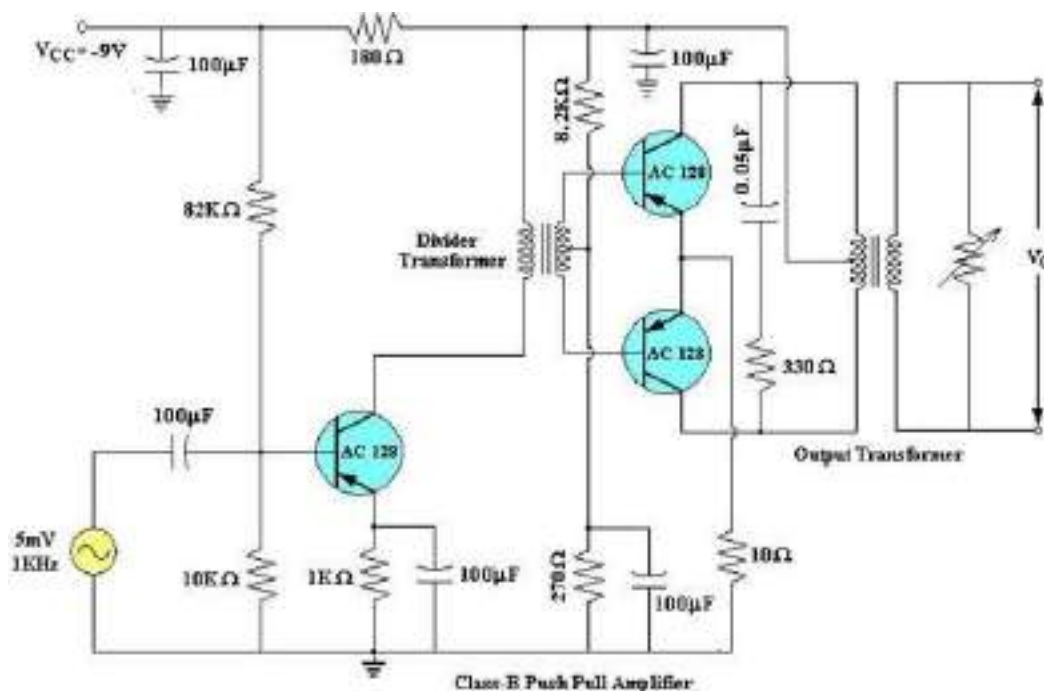 VCC = -9V
100µF
180Ω
100µF
8.2KΩ
AC 128
0.05µF
82KΩ
Divider
Transformer
AC 128
330Ω
100µF
AC 128
Output Transformer
5mV
1KHz
10KΩ
1KΩ
100µF
270Ω
100µF
10Ω
Class-B Push Pull Amplifier